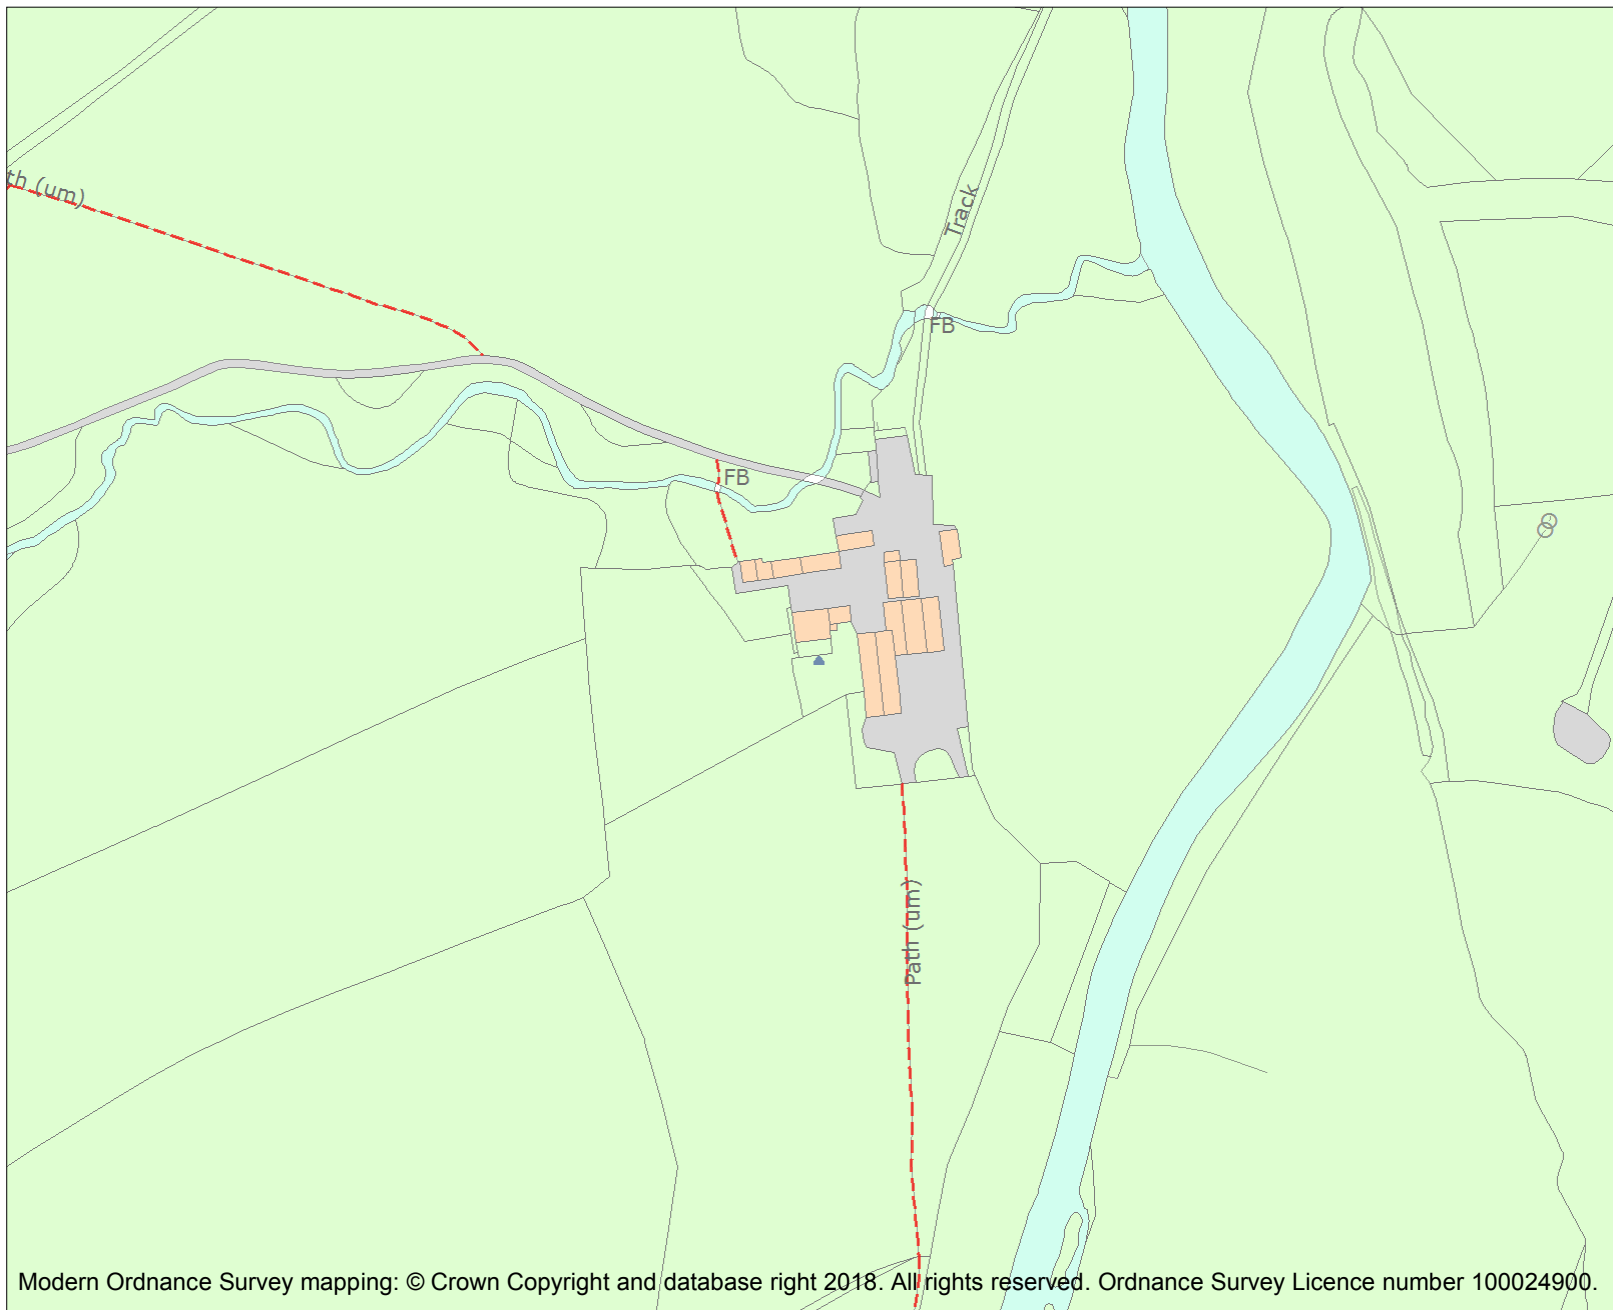 th (um)
Track
FB
FB
Path (um)
Modern Ordnance Survey mapping: © Crown Copyright and database right 2018. All rights reserved. Ordnance Survey Licence number 100024900.